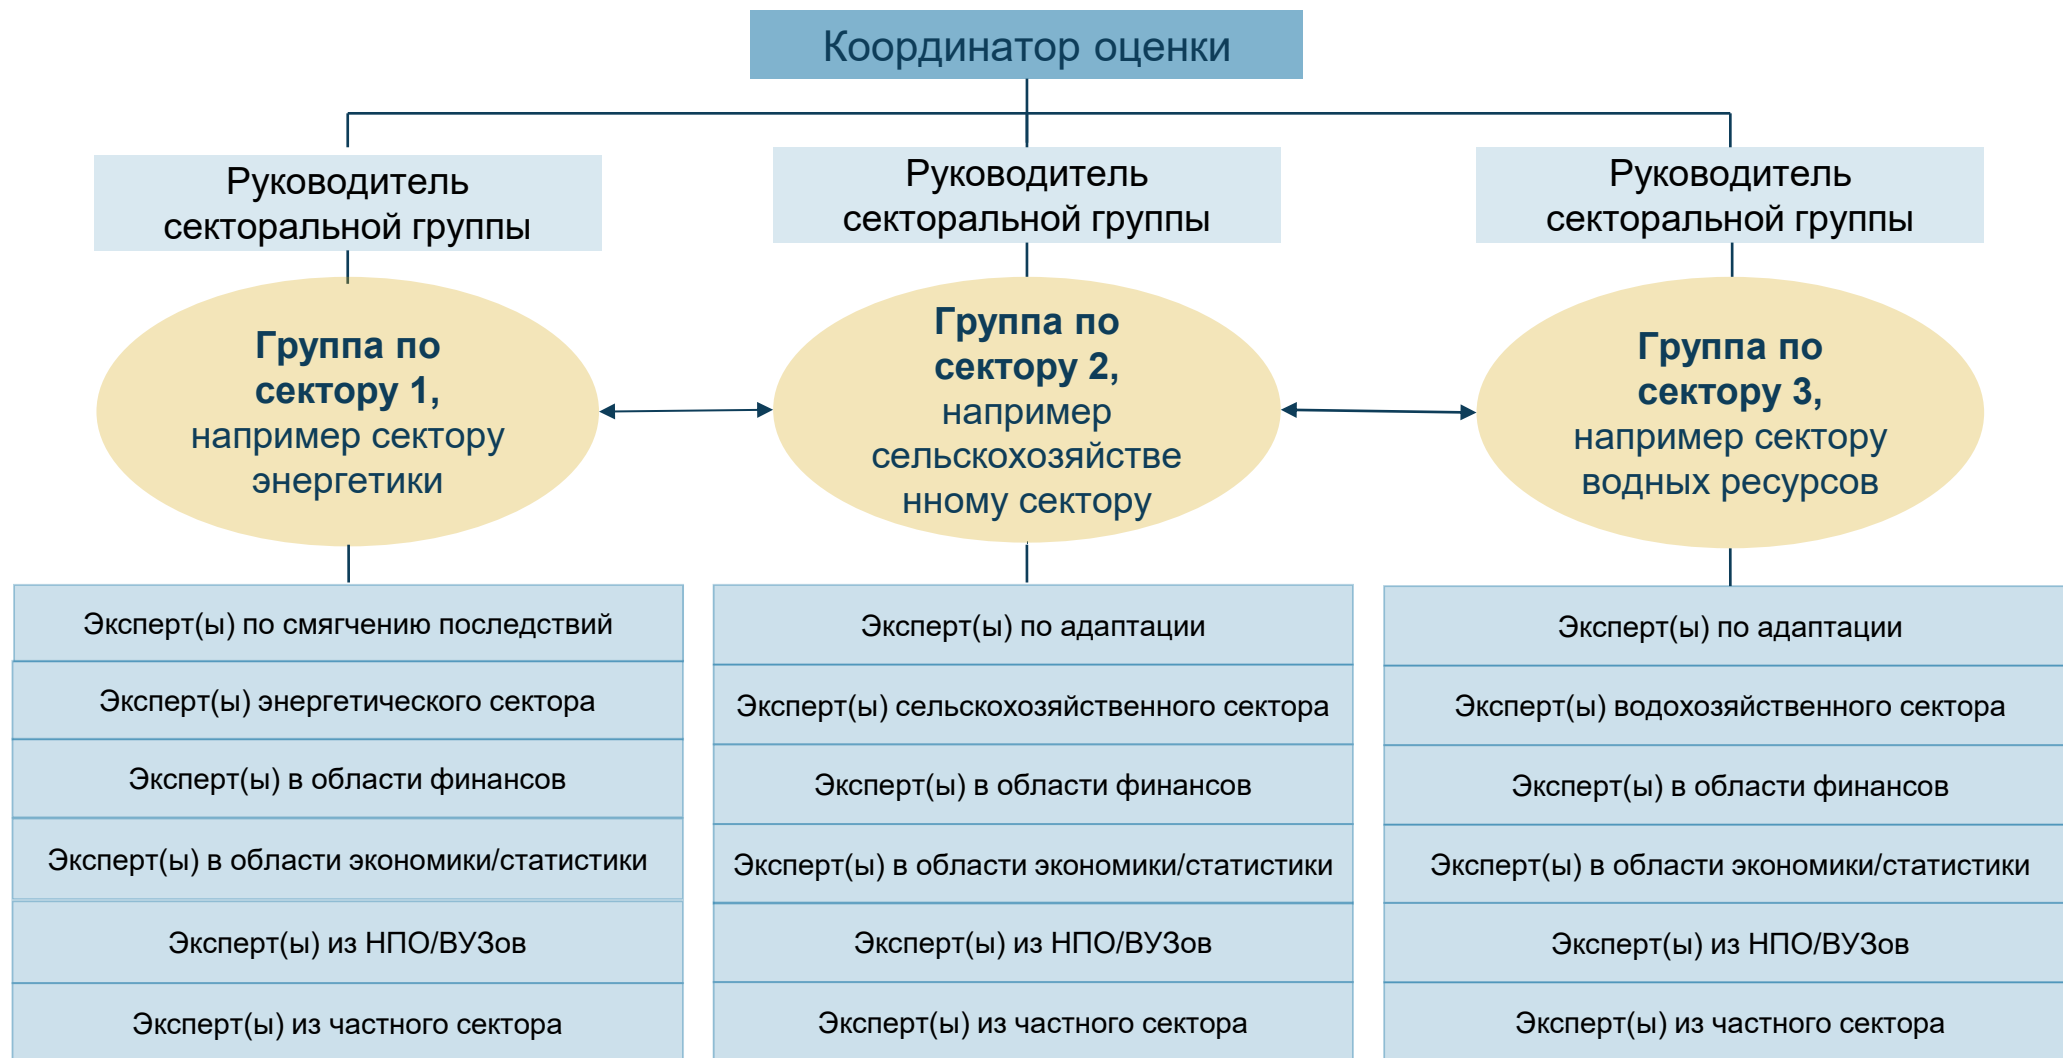 Координатор оценки
Руководитель
секторальной группы
Руководитель
секторальной группы
Руководитель
секторальной группы
Группа по
сектору 1,
например сектору
энергетики
Группа по
сектору 2,
например
сельскохозяйстве
нному сектору
Группа по
сектору 3,
например сектору
водных ресурсов
Эксперт(ы) по смягчению последствий
Эксперт(ы) энергетического сектора
Эксперт(ы) в области финансов
Эксперт(ы) в области экономики/статистики
Эксперт(ы) из НПО/ВУЗов
Эксперт(ы) из частного сектора
Эксперт(ы) по адаптации
Эксперт(ы) сельскохозяйственного сектора
Эксперт(ы) в области финансов
Эксперт(ы) в области экономики/статистики
Эксперт(ы) из НПО/ВУЗов
Эксперт(ы) из частного сектора
Эксперт(ы) по адаптации
Эксперт(ы) водохозяйственного сектора
Эксперт(ы) в области финансов
Эксперт(ы) в области экономики/статистики
Эксперт(ы) из НПО/ВУЗов
Эксперт(ы) из частного сектора